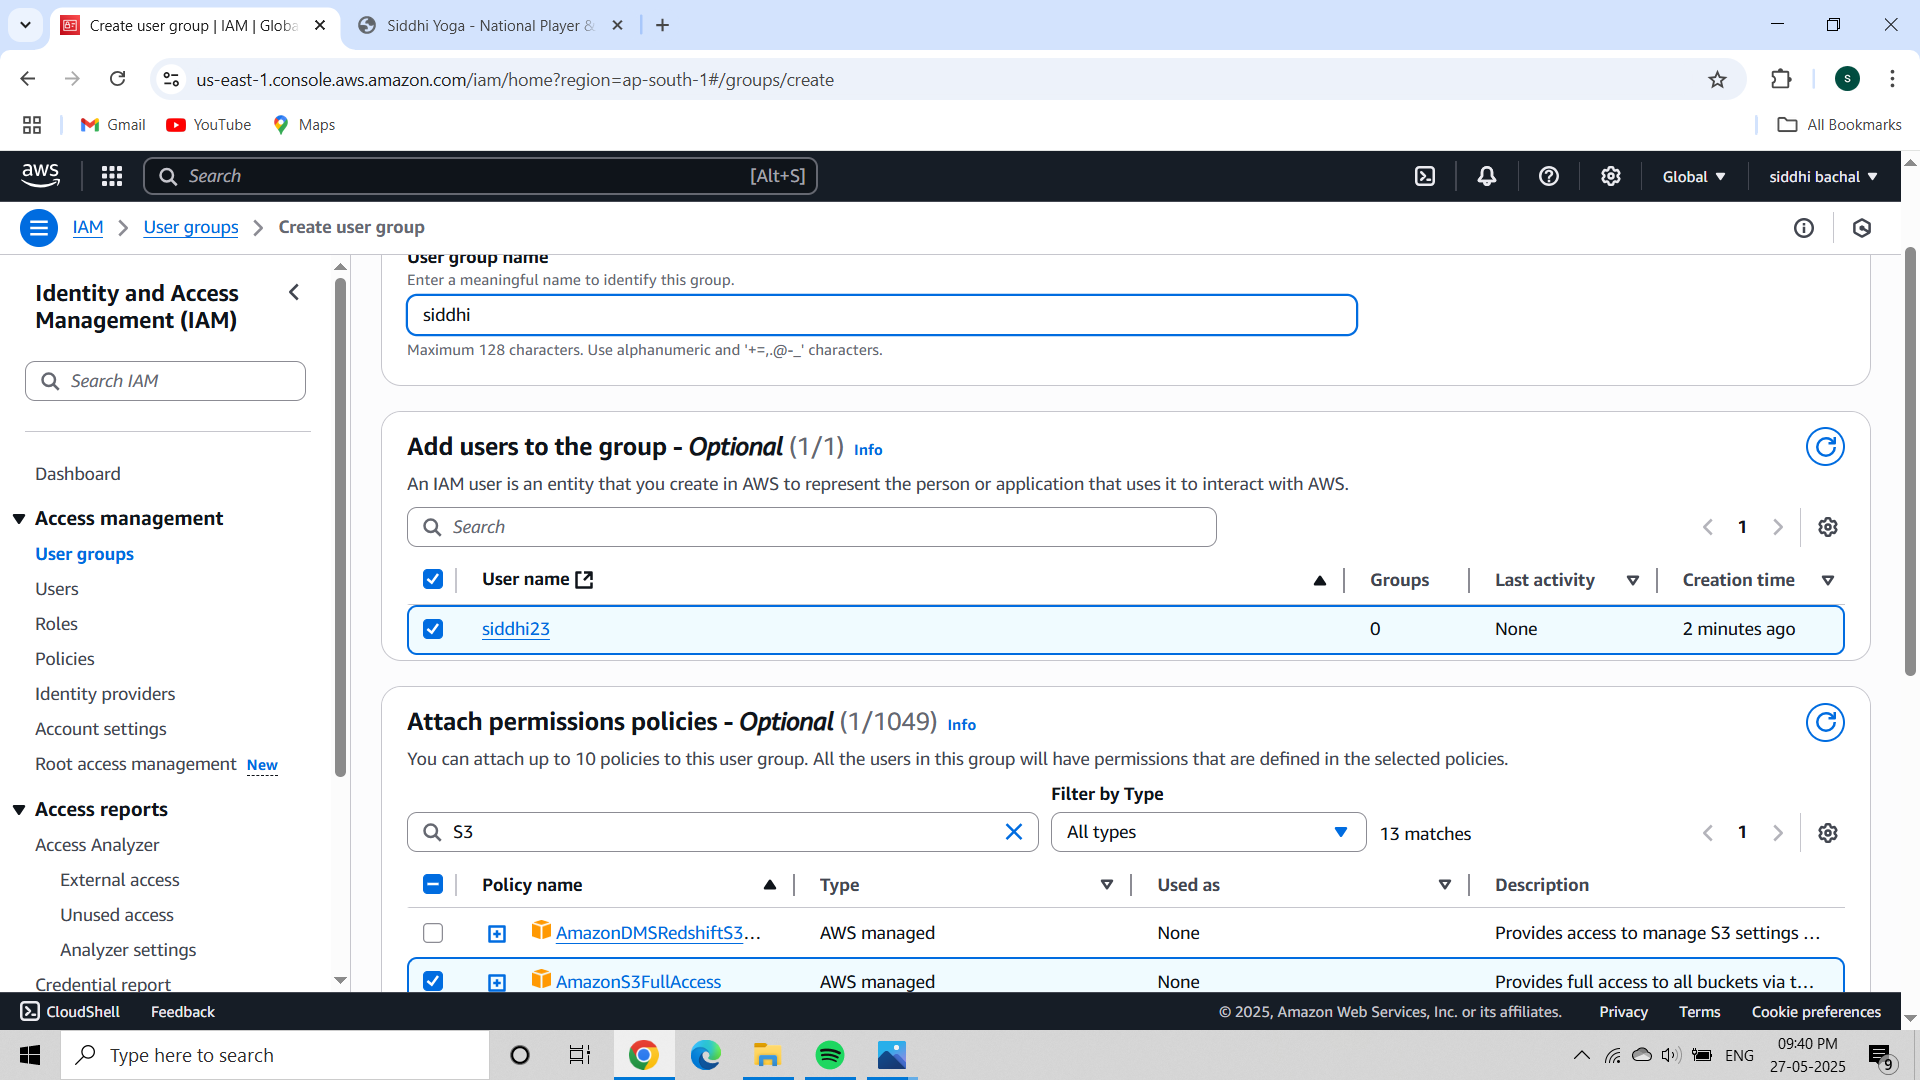 Create user group | IAM | Globa
Siddhi Yoga - National Player &
us-east-1.console.aws.amazon.com/iam/home?region=ap-south-1#/groups/create
S
Gmail
YouTube
Maps
All Bookmarks
aws
Search
[Alt+S]
Global
siddhi bachal
IAM
User groups
Create user group
Identity and Access Management (IAM)
Search IAM
Dashboard
Access management
User groups
Users
Roles
Policies
Identity providers
Account settings
Root access management New
Access reports
Access Analyzer
External access
Unused access
Analyzer settings
Credential report
User group name
Enter a meaningful name to identify this group.
siddhi
Maximum 128 characters. Use alphanumeric and '+=,.@-_' characters.
Add users to the group - Optional (1/1) Info
An IAM user is an entity that you create in AWS to represent the person or application that uses it to interact with AWS.
Search
1
User name
Groups
Last activity
Creation time
siddhi23
0
None
2 minutes ago
Attach permissions policies - Optional (1/1049) Info
You can attach up to 10 policies to this user group. All the users in this group will have permissions that are defined in the selected policies.
Filter by Type
S3
All types
13 matches
1
Policy name
Type
Used as
Description
AmazonDMSRedshiftS3...
AWS managed
None
Provides access to manage S3 settings ...
AmazonS3FullAccess
AWS managed
None
Provides full access to all buckets via t...
CloudShell
Feedback
© 2025, Amazon Web Services, Inc. or its affiliates.
Privacy
Terms
Cookie preferences
Type here to search
ENG
09:40 PM
27-05-2025
9